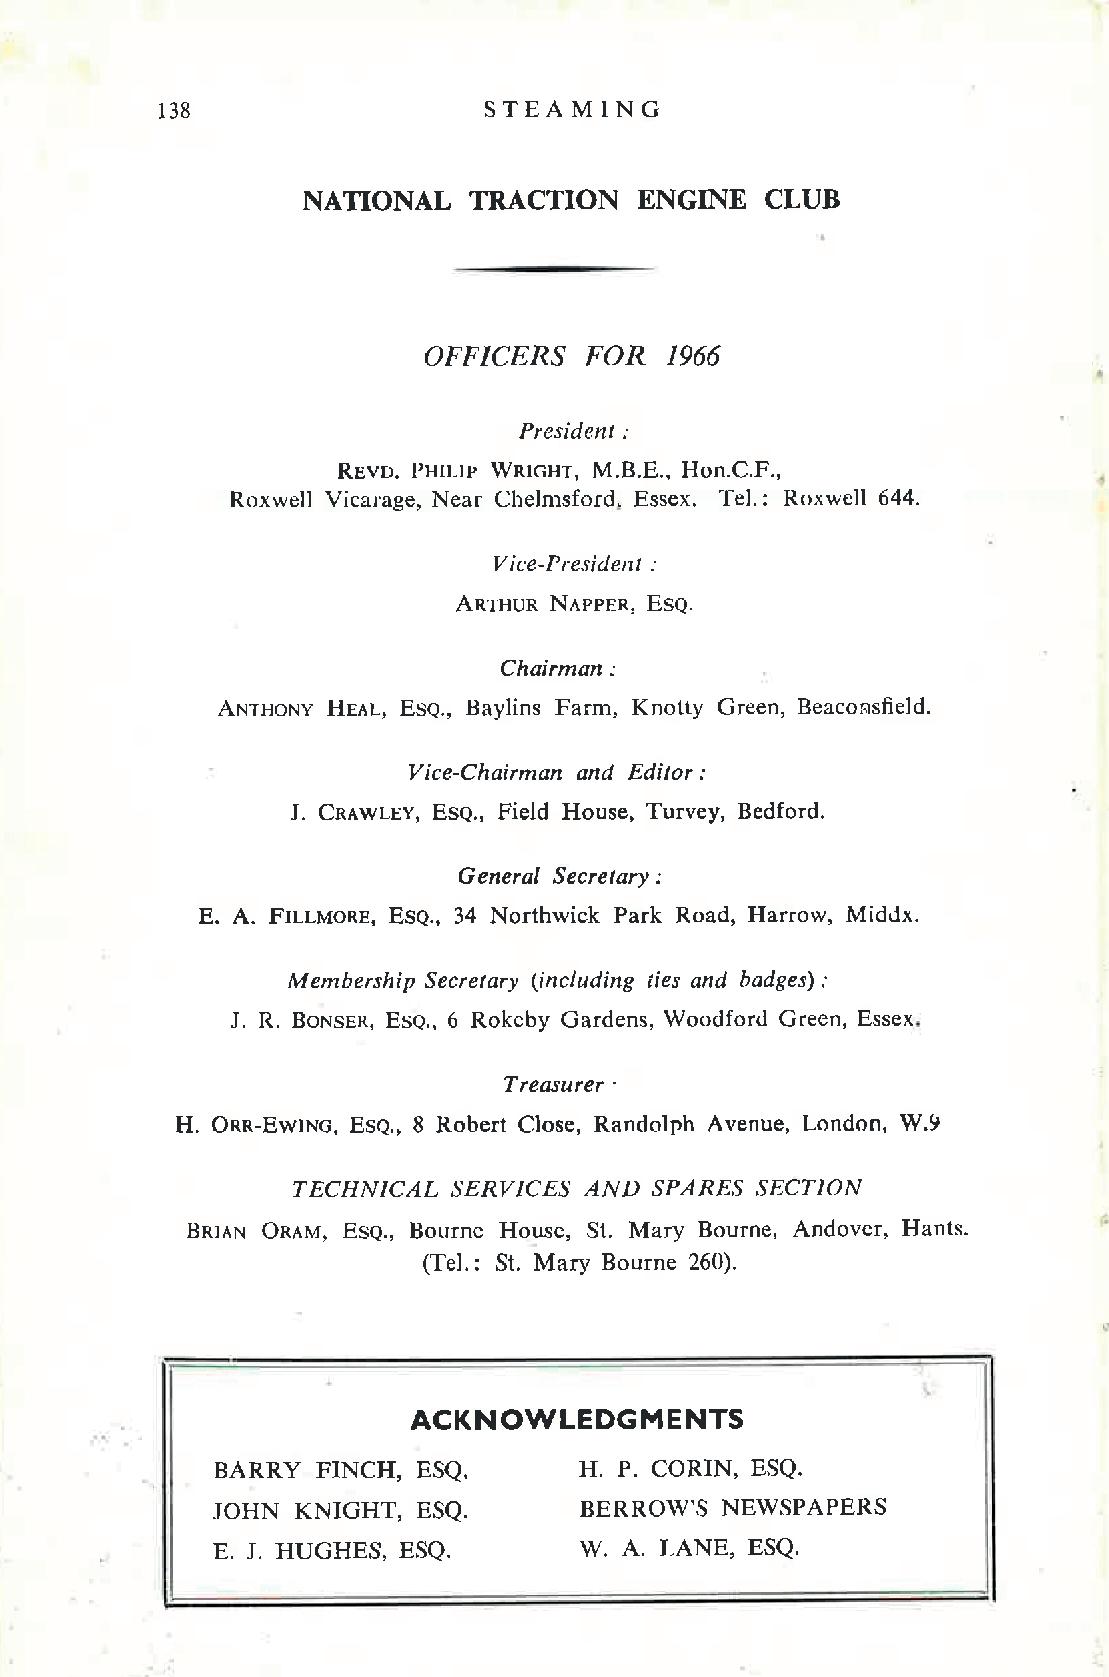 138
STEAMING
NATIONAL TRACTION ENGINE CLUB
OFFICERS FOR 1966
President :
REVD. PHILIP WRIGHT, M.B.E., Hon.C.F.,
Roxwell Vicarage, Near Chelmsford, Essex. Tel.: Roxwell 644.
Vice-President :
ARTHUR NAPPER, ESQ.
Chairman :
ANTHONY HEAL, ESQ., Baylins Farm, Knotty Green, Beaconsfield.
Vice-Chairman and Editor :
J. CRAWLEY, ESQ., Field House, Turvey, Bedford.
General Secretary :
E. A. FILLMORE, ESQ., 34 Northwick Park Road, Harrow, Middx.
Membership Secretary (including ties and badges) :
J. R. BONSER, ESQ., 6 Rokeby Gardens, Woodford Green, Essex.
Treasurer :
H. ORR-EWING, ESQ., 8 Robert Close, Randolph Avenue, London, W.9
TECHNICAL SERVICES AND SPARES SECTION
BRIAN ORAM, ESQ., Bourne House, St. Mary Bourne, Andover, Hants.
(Tel.: St. Mary Bourne 260).
ACKNOWLEDGMENTS
BARRY FINCH, ESQ. H. P. CORIN, ESQ.
JOHN KNIGHT, ESQ. BERROW'S NEWSPAPERS
E. J. HUGHES, ESQ. W. A. LANE, ESQ.